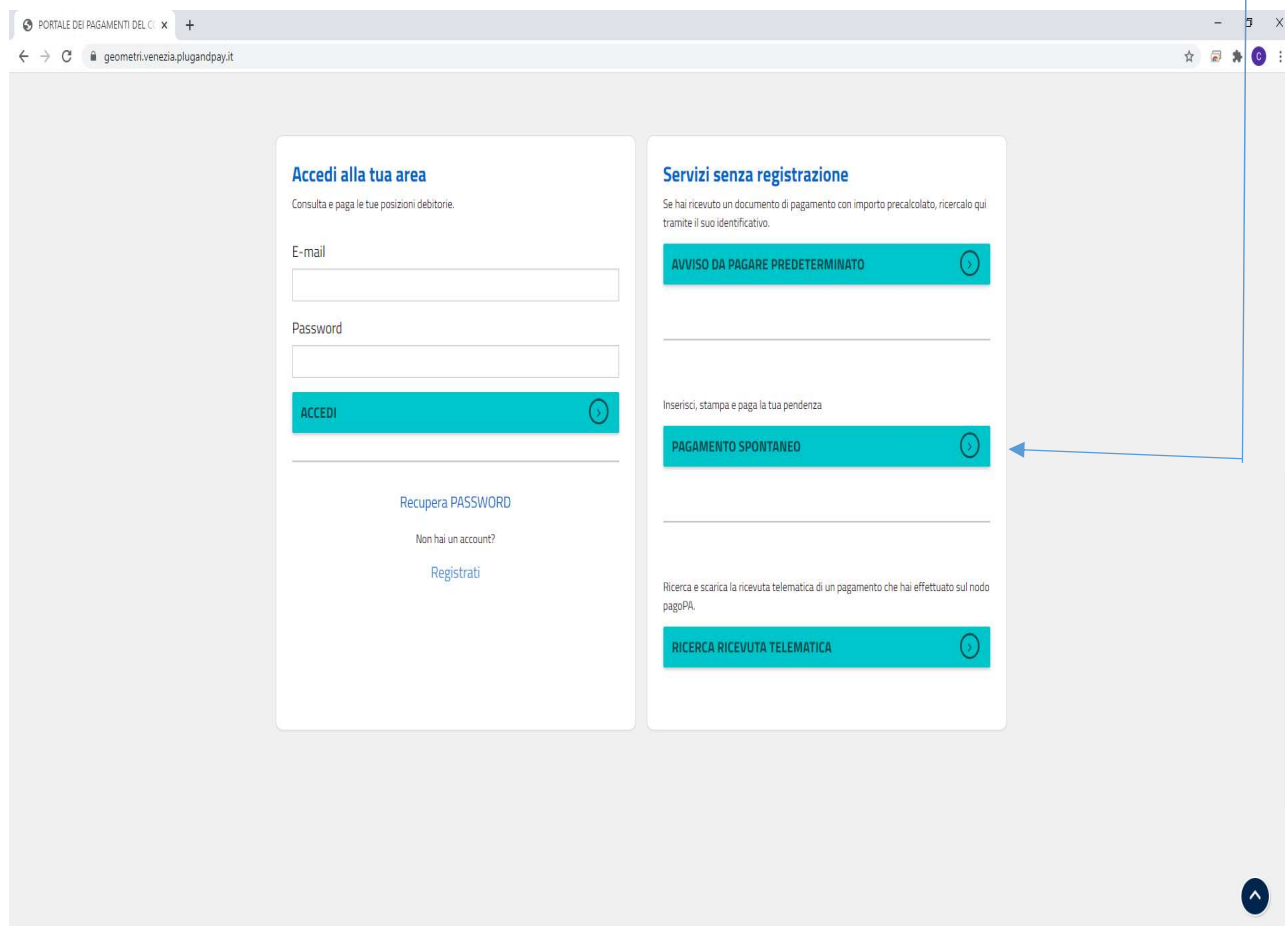 PORTALE DEI PAGAMENTI DEL C
geometri.venezia.plugandpay.it
C
Accedi alla tua area
Consulta e paga le tue posizioni debitorie.
E-mail
Password
ACCEDI
Recupera PASSWORD
Non hai un account?
Registrati
Servizi senza registrazione
Se hai ricevuto un documento di pagamento con importo precalcolato, ricercalo qui
tramite il suo identificativo.
AVVISO DA PAGARE PREDETERMINATO
Inserisci, stampa e paga la tua pendenza
PAGAMENTO SPONTANEO
Ricerca e scarica la ricevuta telematica di un pagamento che hai effettuato sul nodo
pagoPA.
RICERCA RICEVUTA TELEMATICA